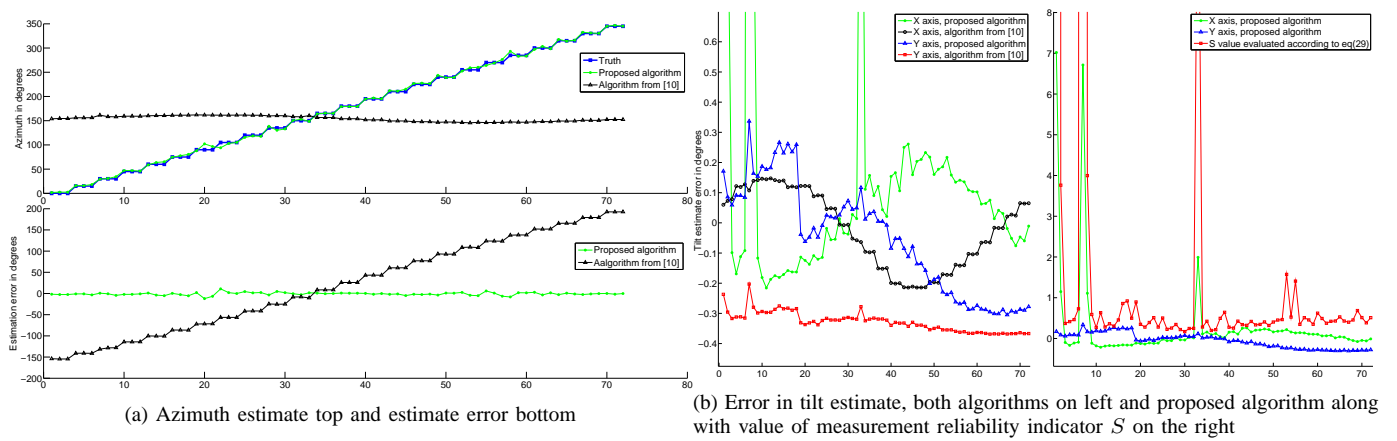 350
300
250
200
150
100
50
0
Azimuth in degrees
0 10 20 30 40 50 60 70 80
Truth
Proposed algorithm
Algorithm from [10]
200
150
100
50
0
−50
−100
−150
−200
Estimation error in degrees
0 10 20 30 40 50 60 70 80
Proposed algorithm
Aalgorithm from [10]
(a) Azimuth estimate top and estimate error bottom
0.6
0.5
0.4
0.3
0.2
0.1
0
−0.1
−0.2
−0.3
−0.4
Tilt estimate error in degrees
0 10 20 30 40 50 60 70
X axis, proposed algorithm
X axis, algorithm from [10]
Y axis, proposed algorithm
Y axis, algorithm from [10]
8
7
6
5
4
3
2
1
0
10 20 30 40 50 60 70
X axis, proposed algorithm
Y axis, proposed algorithm
S value evaluated according to eq(29)
(b) Error in tilt estimate, both algorithms on left and proposed algorithm along
with value of measurement reliability indicator S on the right